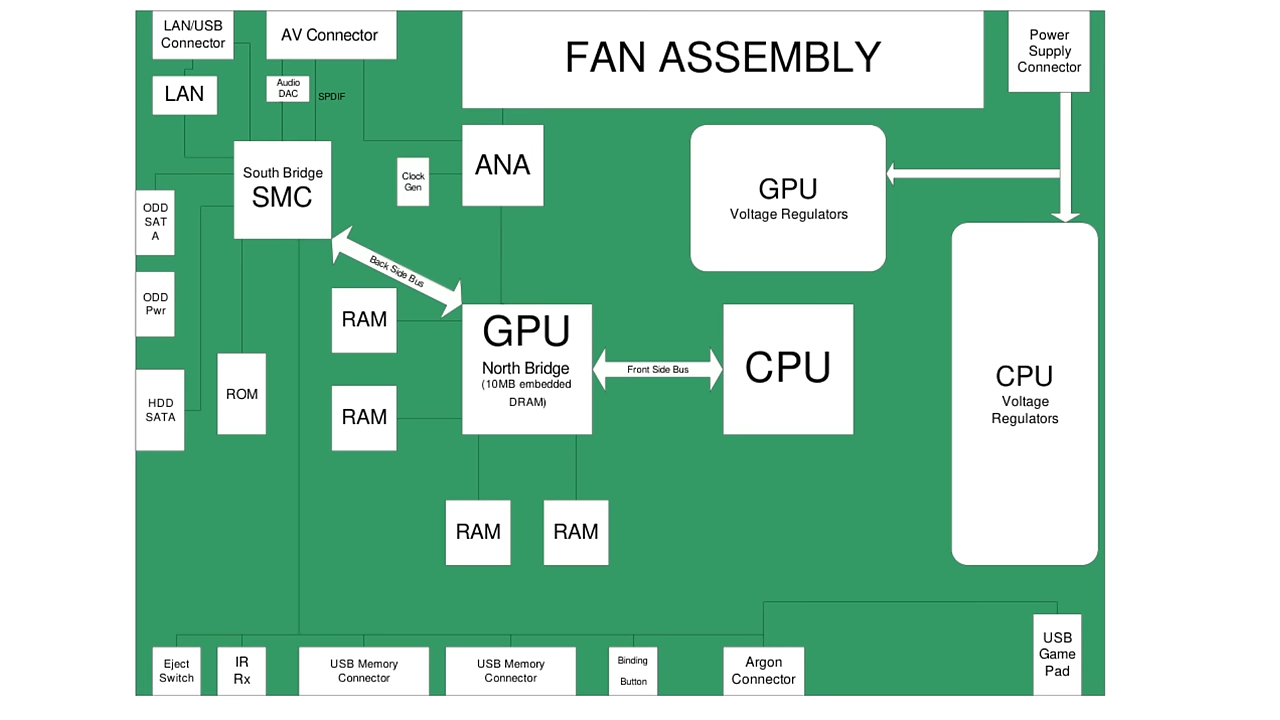 LAN/USB
Connector
AV Connector
FAN ASSEMBLY
Power
Supply
Connector
LAN
Audio
DAC
SPDIF
South Bridge
SMC
Clock
Gen
ANA
GPU
Voltage Regulators
ODD
SAT
A
Back Side Bus
ODD
Pwr
RAM
GPU
North Bridge
(10MB embedded
DRAM)
Front Side Bus
CPU
CPU
Voltage
Regulators
HDD
SATA
ROM
RAM
RAM
RAM
Eject
Switch
IR
Rx
USB Memory
Connector
USB Memory
Connector
Binding
Button
Argon
Connector
USB
Game
Pad